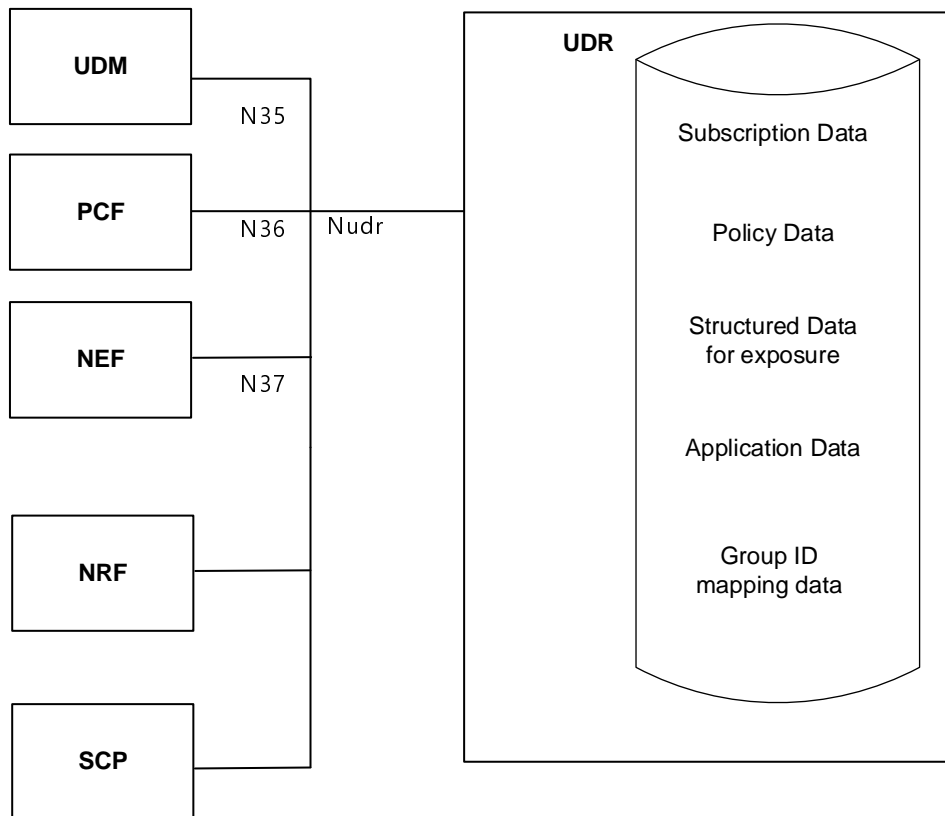 UDM
N35
PCF
N36
Nudr
NEF
N37
NRF
SCP
UDR
Subscription Data
Policy Data
Structured Data
for exposure
Application Data
Group ID
mapping data